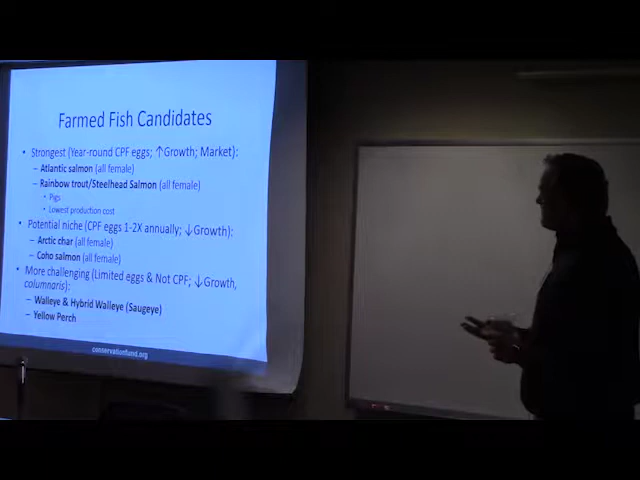 Farmed Fish Candidates
• Strongest (Year-round CPF eggs; ↑Growth; Market):
– Atlantic salmon (all female)
– Rainbow trout/Steelhead Salmon (all female)
• Pigs
• Lowest production cost
• Potential niche (CPF eggs 1-2X annually; ↓Growth):
– Arctic char (all female)
– Coho salmon (all female)
• More challenging (Limited eggs & Not CPF; ↓Growth,
columnaris):
– Walleye & Hybrid Walleye (Saugeye)
– Yellow Perch
conservationfund.org